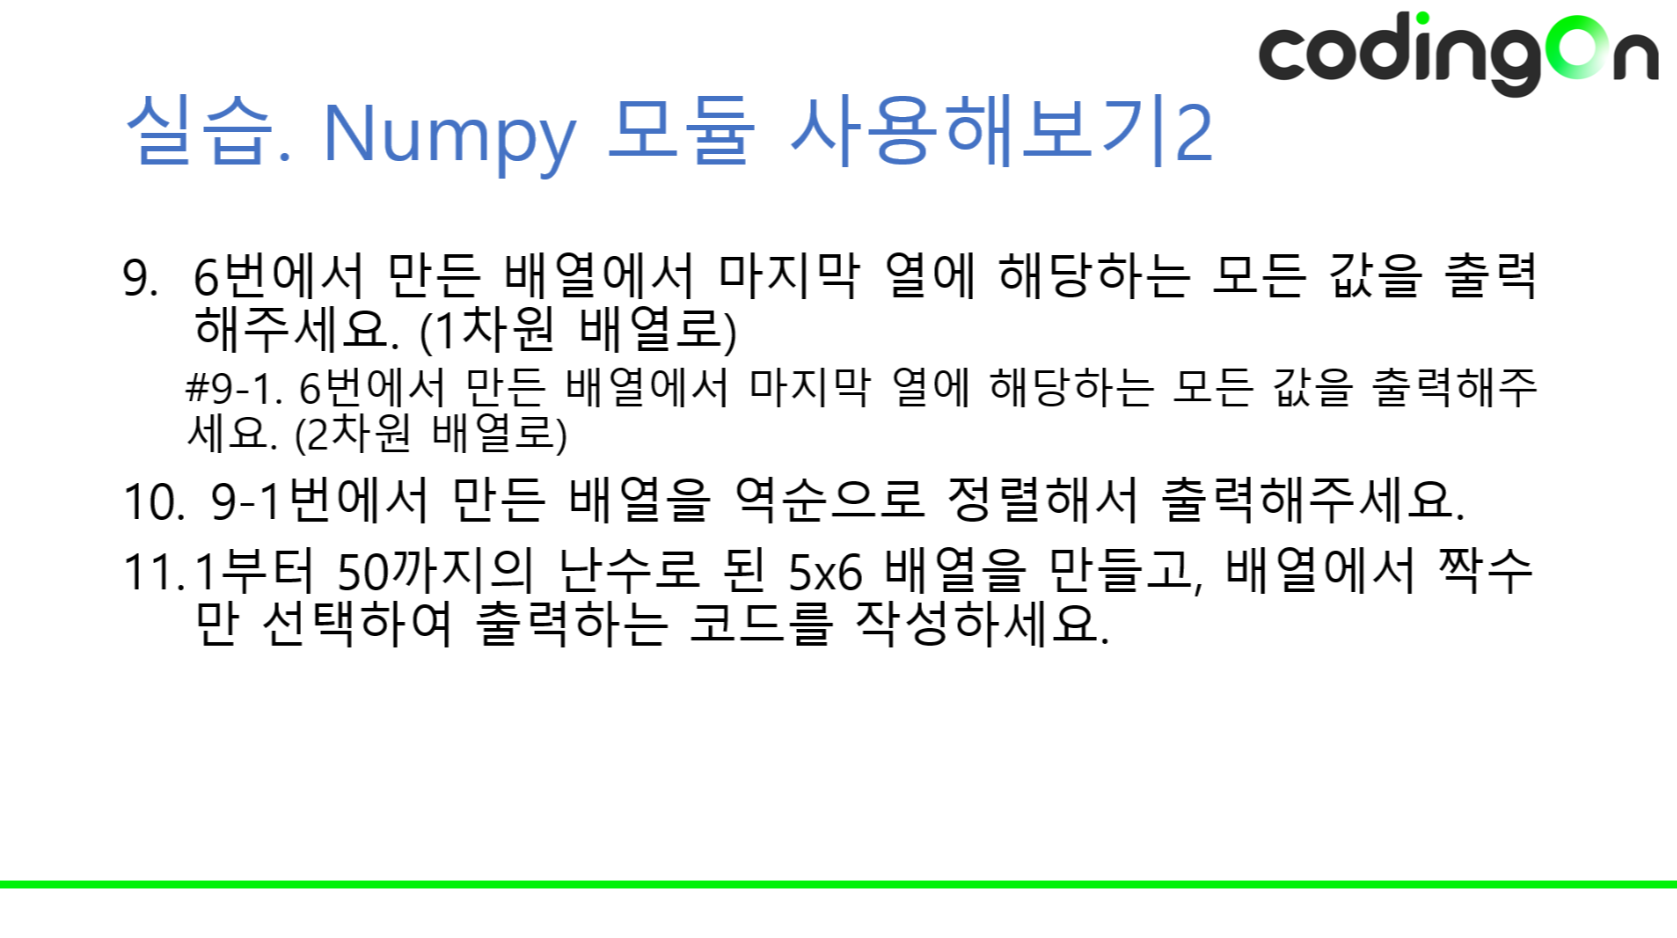 codingOn
실습. Numpy 모듈 사용해보기2
9. 6번에서 만든 배열에서 마지막 열에 해당하는 모든 값을 출력
해주세요. (1차원 배열로)
#9-1. 6번에서 만든 배열에서 마지막 열에 해당하는 모든 값을 출력해주
세요. (2차원 배열로)
10. 9-1번에서 만든 배열을 역순으로 정렬해서 출력해주세요.
11. 1부터 50까지의 난수로 된 5x6 배열을 만들고, 배열에서 짝수
만 선택하여 출력하는 코드를 작성하세요.